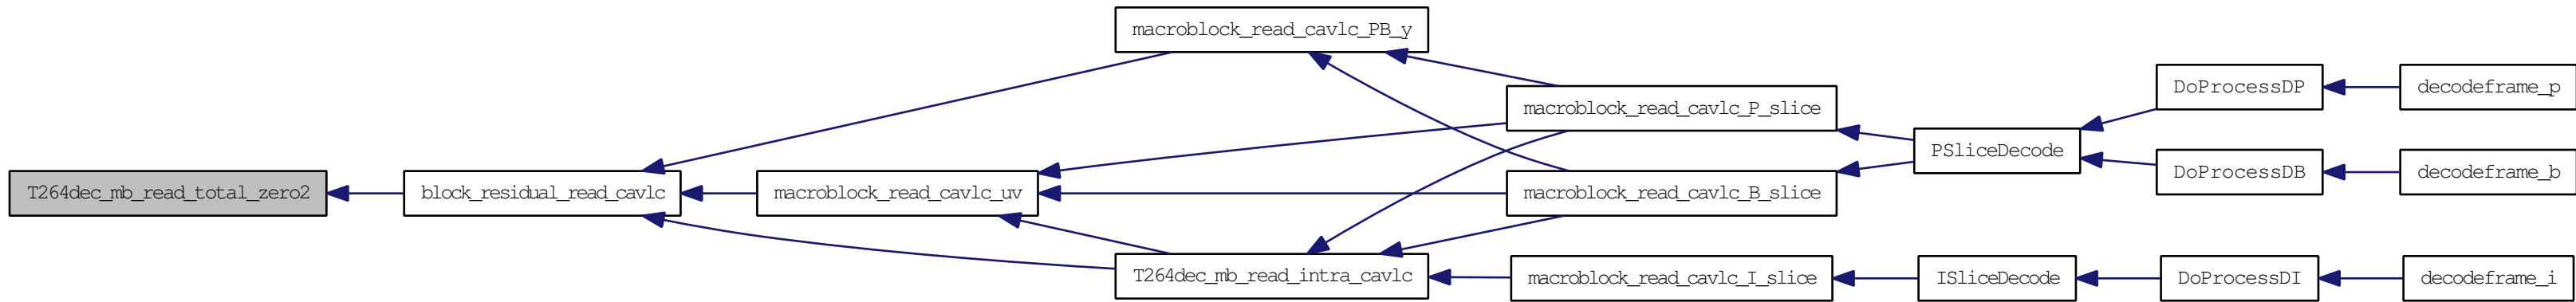 macroblock_read_cavlc_PB_y
macroblock_read_cavlc_P_slice
DoProcessDP
decodeframe_p
PSliceDecode
T264dec_mb_read_total_zero2
block_residual_read_cavlc
macroblock_read_cavlc_uv
macroblock_read_cavlc_B_slice
DoProcessDB
decodeframe_b
T264dec_mb_read_intra_cavlc
macroblock_read_cavlc_I_slice
ISliceDecode
DoProcessDI
decodeframe_i